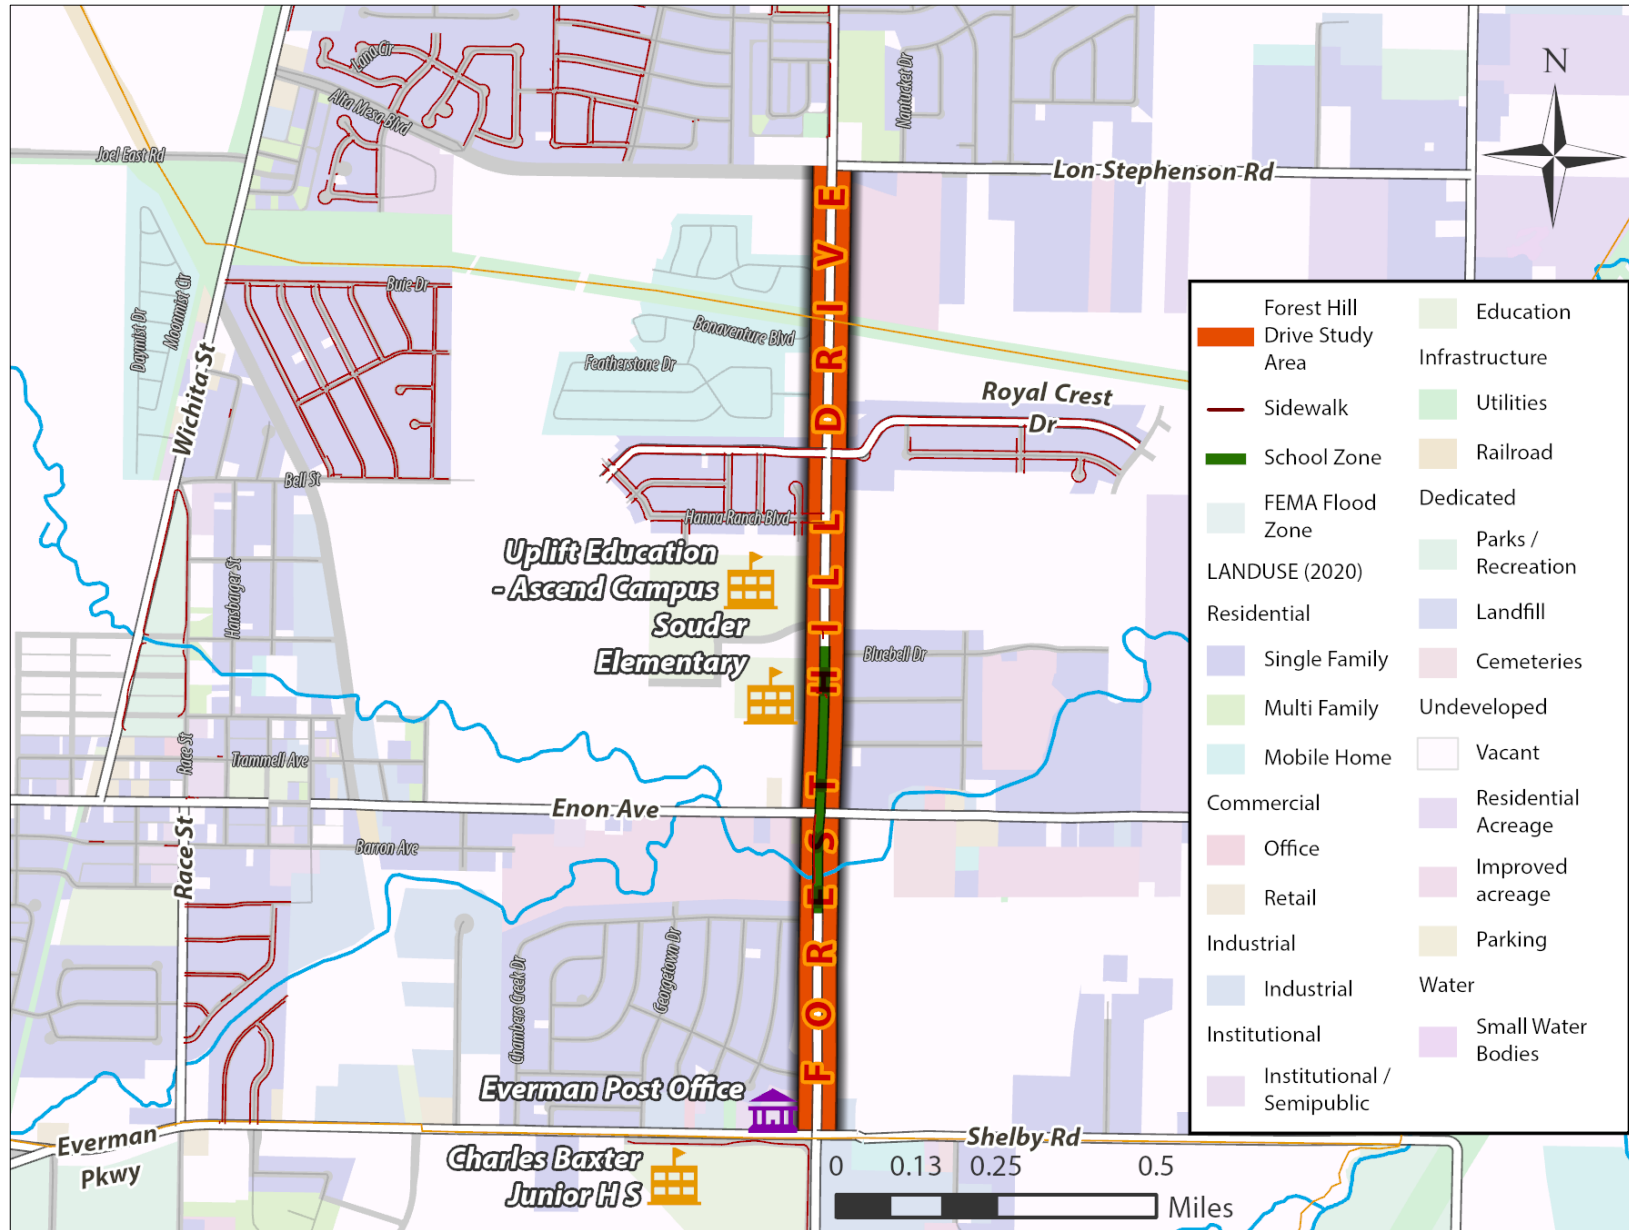 Lana Cir
Alta Mesa Blvd
Nantucket Dr
N
Joel East Rd
Lon Stephenson Rd
Buie Dr
Daymist Dr
Moonmist Cir
Bonaventure Blvd
Featherstone Dr
Wichita St
Royal Crest
Dr
Bell St
Hanna Ranch Blvd
Uplift Education
- Ascend Campus
Souder
Elementary
Hansbarger St
Bluebell Dr
Race St
Trammell Ave
Enon Ave
Race St
Barron Ave
FOREST HILL DRIVE
Chambers Creek Dr
Georgetown Dr
Everman Post Office
Everman
Pkwy
Shelby Rd
Charles Baxter
Junior H S
0 0.13 0.25 0.5
Miles
Forest Hill
Drive Study
Area
Sidewalk
School Zone
FEMA Flood
Zone
LANDUSE (2020)
Residential
Single Family
Multi Family
Mobile Home
Commercial
Office
Retail
Industrial
Industrial
Institutional
Institutional /
Semipublic
Education
Infrastructure
Utilities
Railroad
Dedicated
Parks /
Recreation
Landfill
Cemeteries
Undeveloped
Vacant
Residential
Acreage
Improved
acreage
Parking
Water
Small Water
Bodies